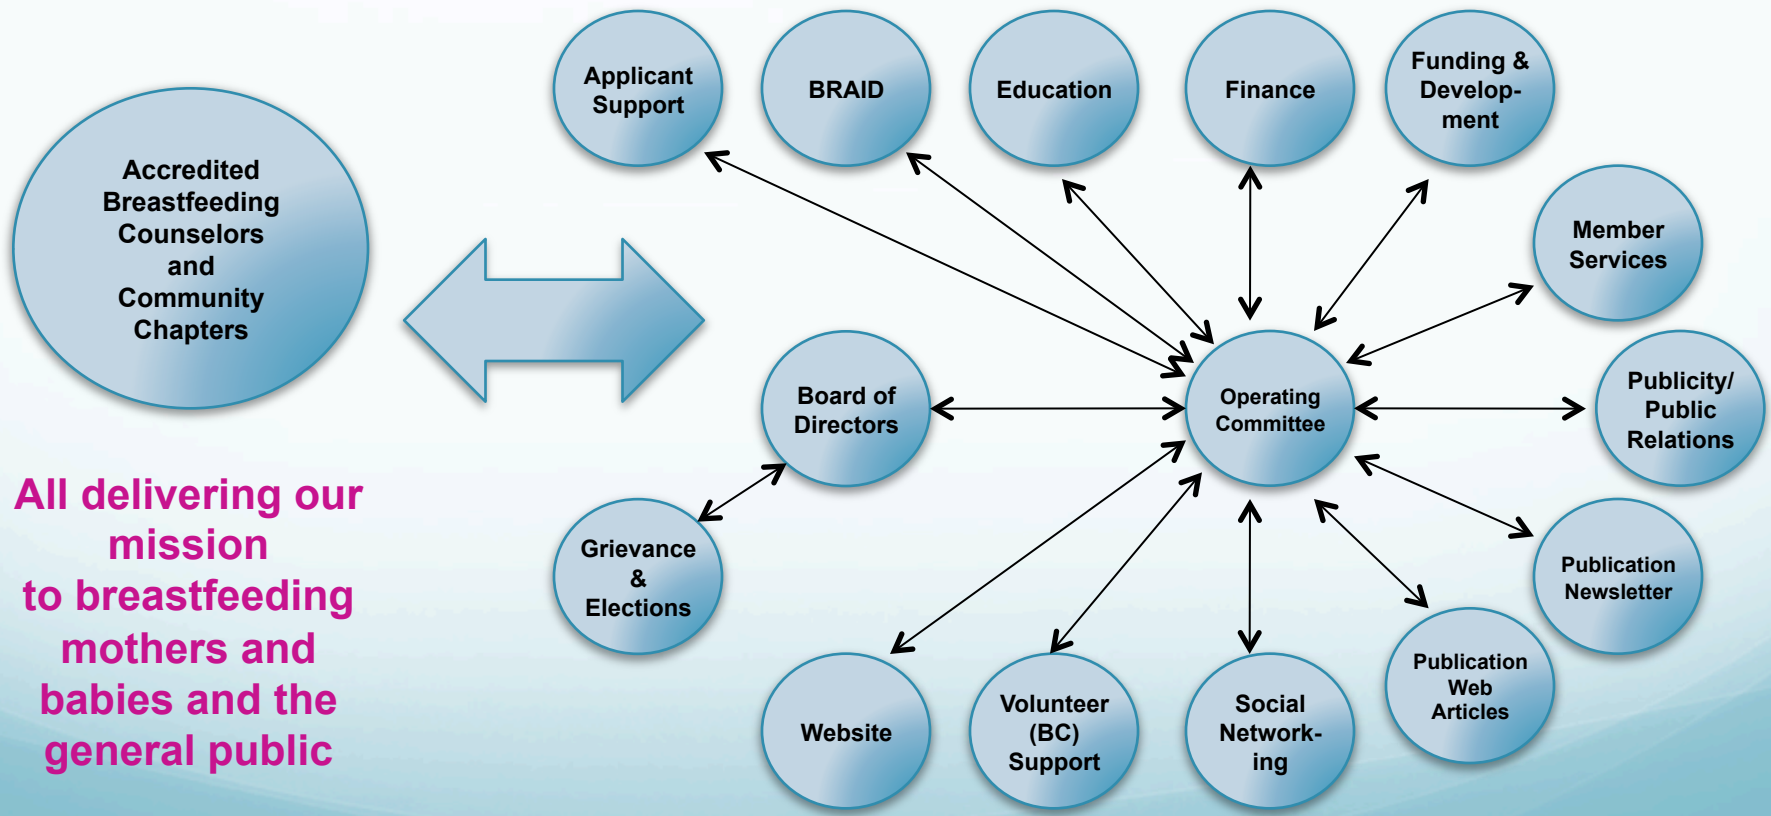 Accredited
Breastfeeding
Counselors
and
Community
Chapters
All delivering our
mission
to breastfeeding
mothers and
babies and the
general public
Applicant
Support
BRAID
Education
Finance
Funding &
Develop-
ment
Member
Services
Publicity/
Public
Relations
Publication
Newsletter
Publication
Web
Articles
Social
Network-
ing
Volunteer
(BC)
Support
Website
Grievance
&
Elections
Board of
Directors
Operating
Committee